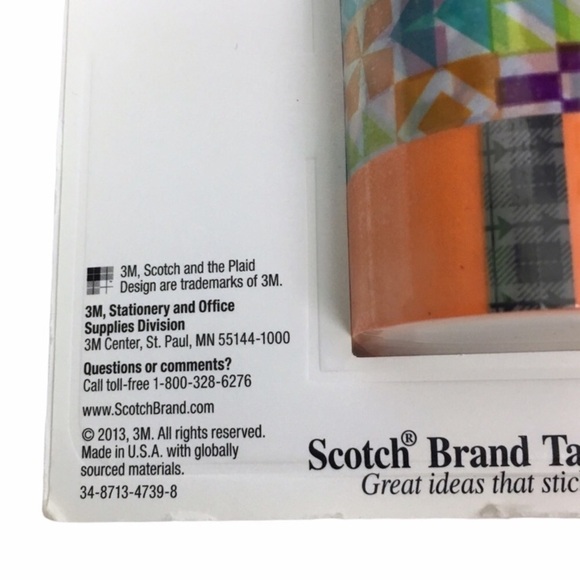 3M, Scotch and the Plaid
Design are trademarks of 3M.
3M, Stationery and Office
Supplies Division
3M Center, St. Paul, MN 55144-1000
Questions or comments?
Call toll-free 1-800-328-6276
www.ScotchBrand.com
© 2013, 3M. All rights reserved.
Made in U.S.A. with globally
sourced materials.
34-8713-4739-8
Scotch® Brand Ta
Great ideas that stic